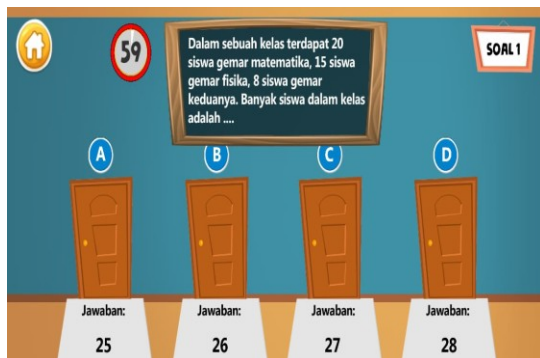 59
Dalam sebuah kelas terdapat 20
siswa gemar matematika, 15 siswa
gemar fisika, 8 siswa gemar
keduanya. Banyak siswa dalam kelas
adalah ....
SOAL 1
A
B
C
D
Jawaban:
25
Jawaban:
26
Jawaban:
27
Jawaban:
28